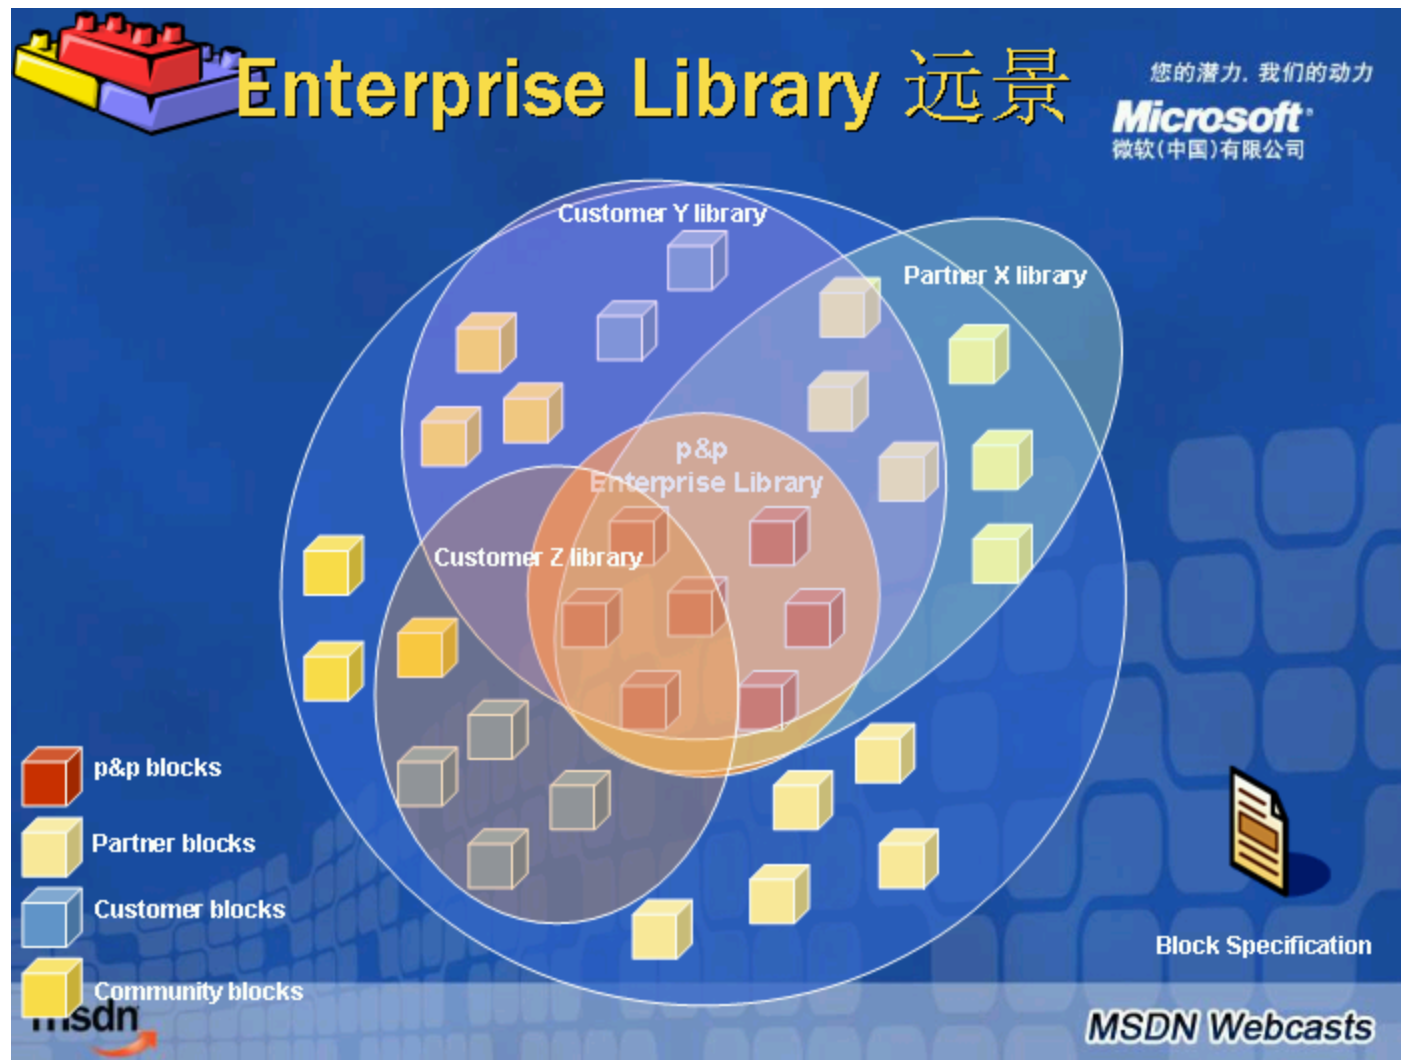 Enterprise Library 远景
您的潜力. 我们的动力
Microsoft
微软(中国)有限公司
Customer Y library
Partner X library
p&p
Enterprise Library
Customer Z library
p&p blocks
Partner blocks
Customer blocks
Community blocks
Block Specification
msdn
MSDN Webcasts